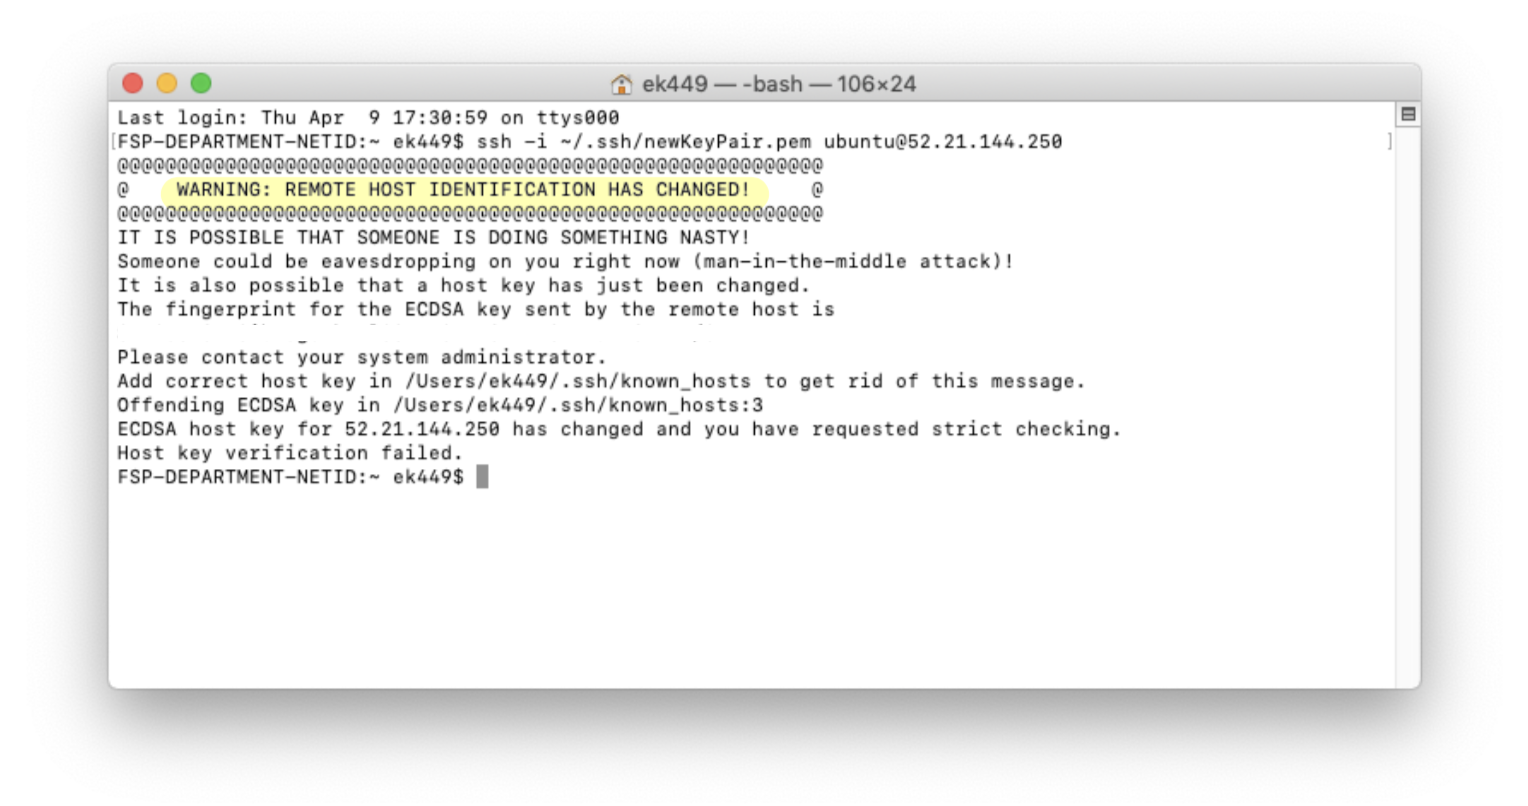 ek449 — -bash — 106×24
Last login: Thu Apr  9 17:30:59 on ttys000
[FSP-DEPARTMENT-NETID:~ ek449$ ssh -i ~/.ssh/newKeyPair.pem ubuntu@52.21.144.250 ]
@@@@@@@@@@@@@@@@@@@@@@@@@@@@@@@@@@@@@@@@@@@@@@@@@@@@@@@@@@@
@    WARNING: REMOTE HOST IDENTIFICATION HAS CHANGED!     @
@@@@@@@@@@@@@@@@@@@@@@@@@@@@@@@@@@@@@@@@@@@@@@@@@@@@@@@@@@@
IT IS POSSIBLE THAT SOMEONE IS DOING SOMETHING NASTY!
Someone could be eavesdropping on you right now (man-in-the-middle attack)!
It is also possible that a host key has just been changed.
The fingerprint for the ECDSA key sent by the remote host is
Please contact your system administrator.
Add correct host key in /Users/ek449/.ssh/known_hosts to get rid of this message.
Offending ECDSA key in /Users/ek449/.ssh/known_hosts:3
ECDSA host key for 52.21.144.250 has changed and you have requested strict checking.
Host key verification failed.
FSP-DEPARTMENT-NETID:~ ek449$